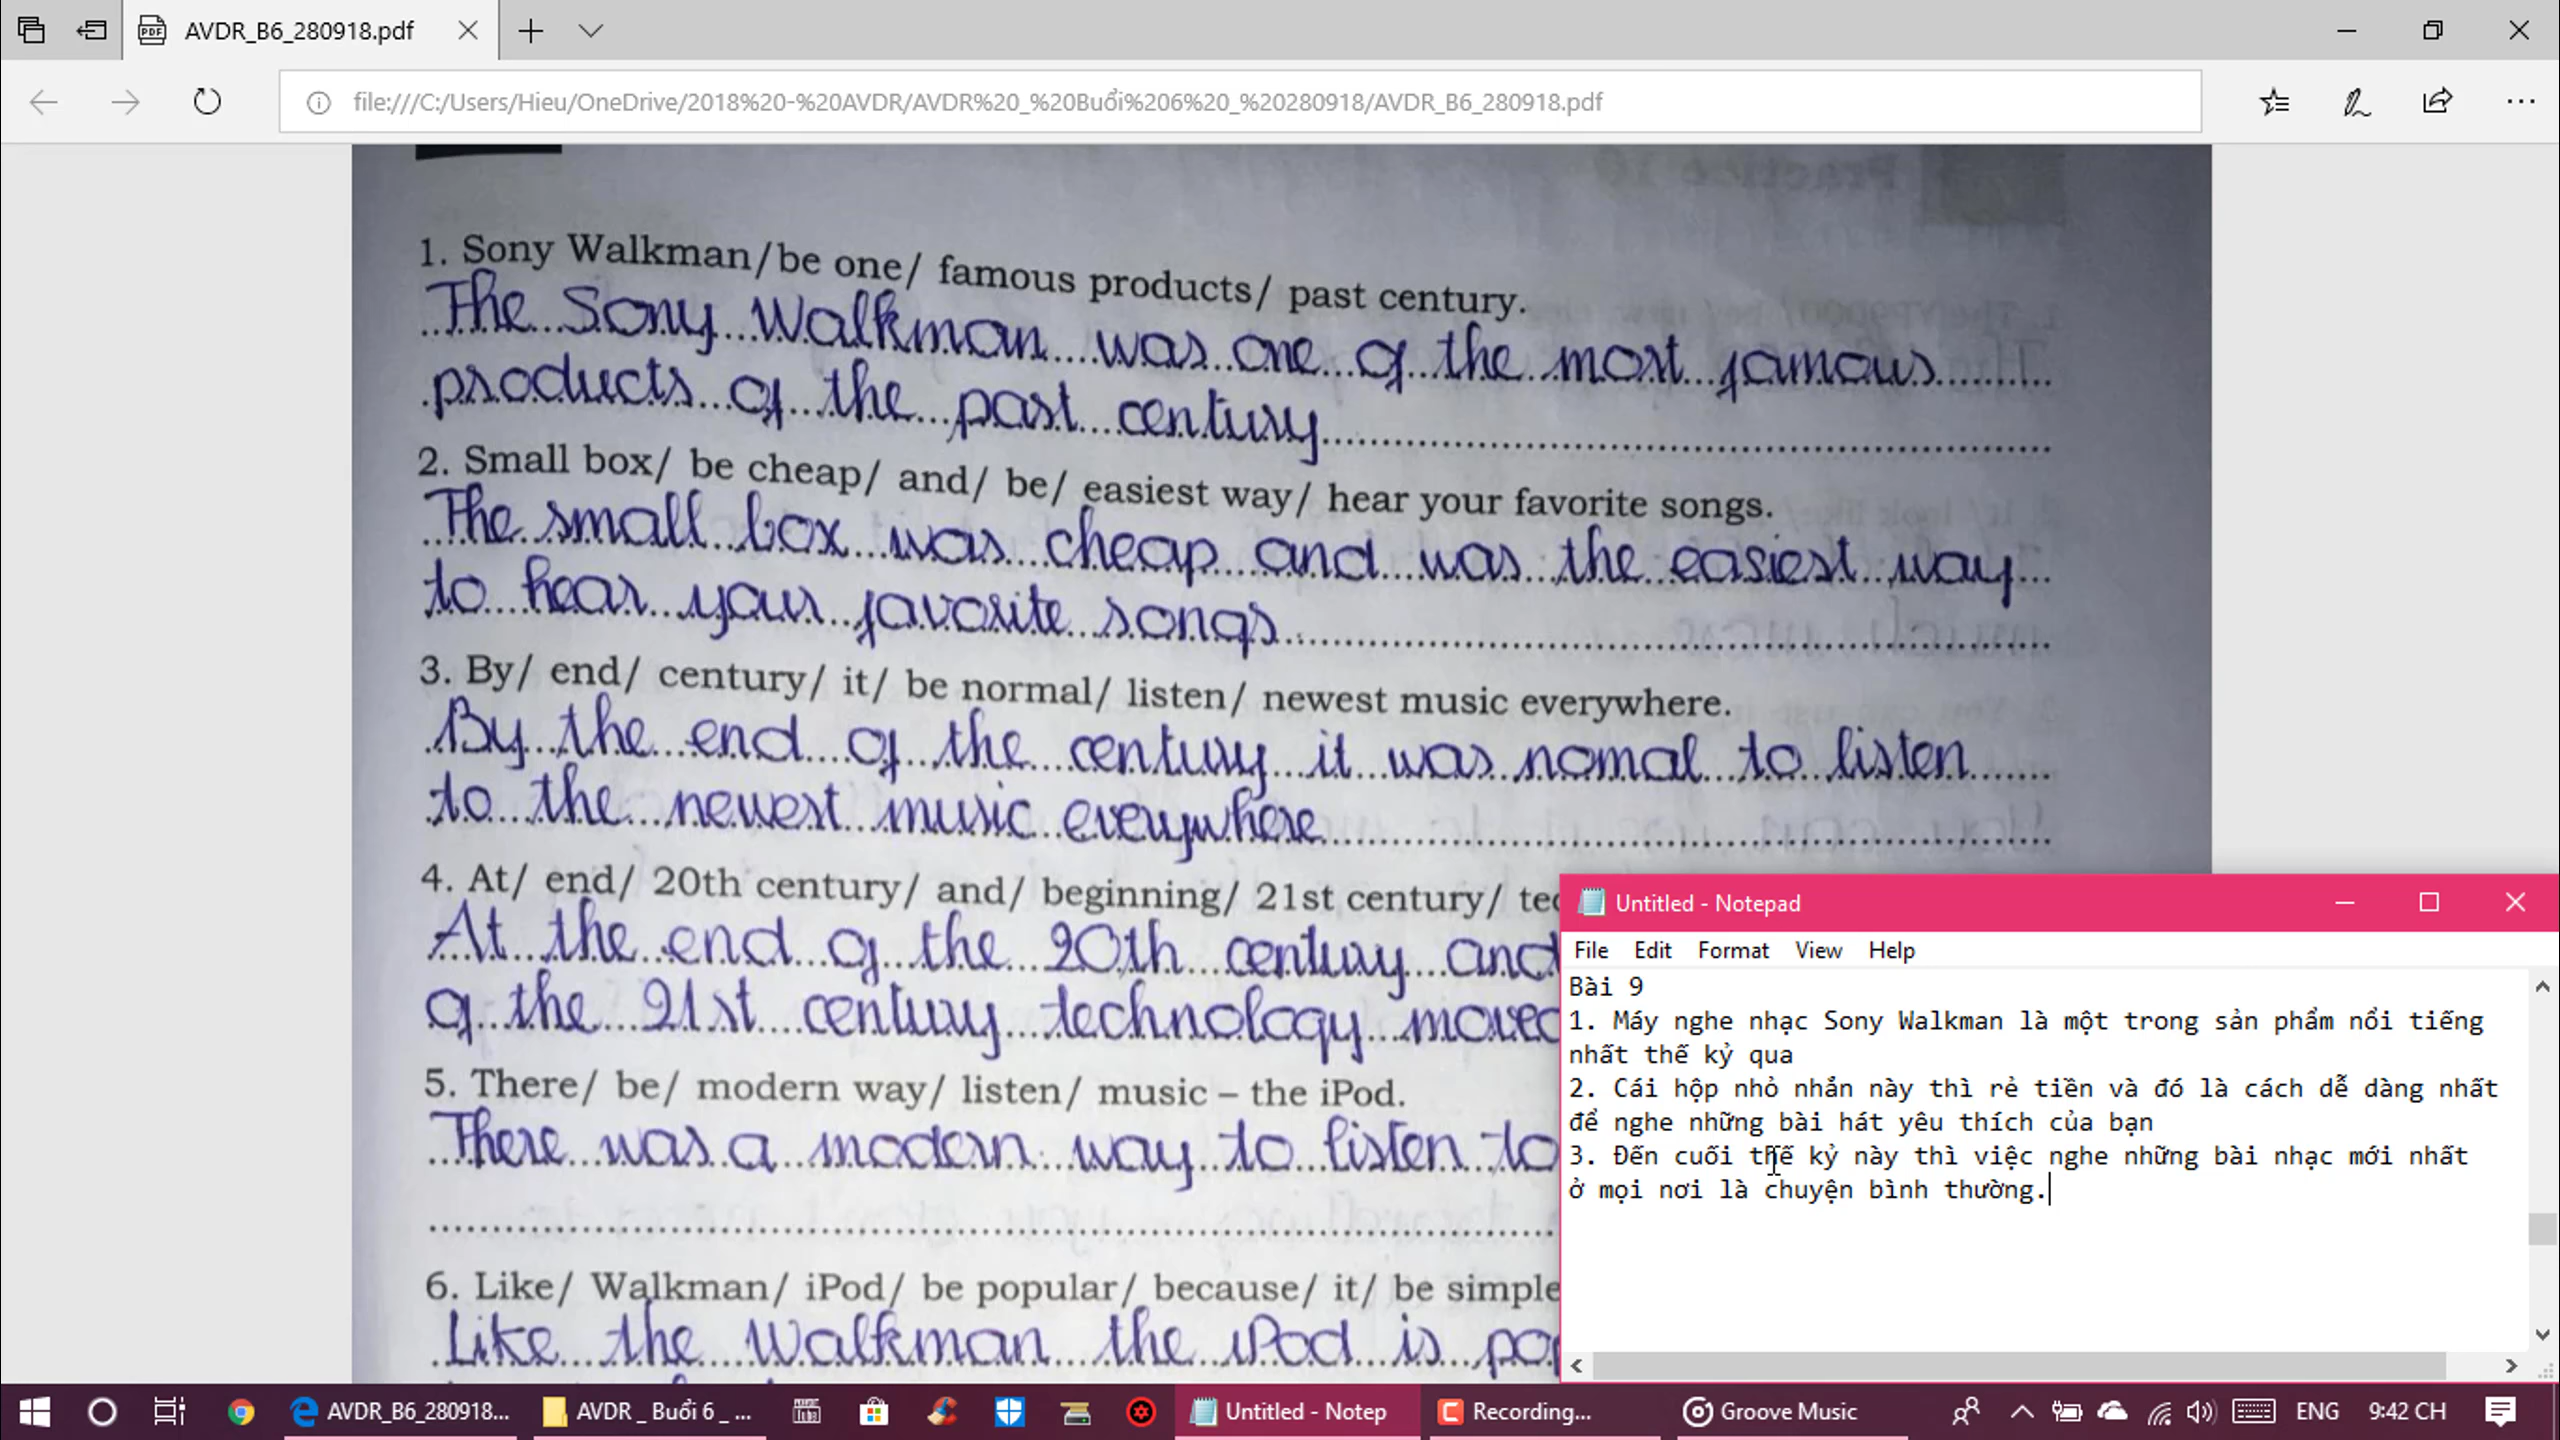 AVDR_B6_280918.pdf
file:///C:/Users/Hieu/OneDrive/2018%20-%20AVDR/AVDR%20_%20Buổi%206%20_%20280918/AVDR_B6_280918.pdf
1. Sony Walkman/be one/ famous products/ past century.
The Sony Walkman was one of the most famous
products of the past century
2. Small box/ be cheap/ and/ be/ easiest way/ hear your favorite songs.
The small box was cheap and was the easiest way
to hear your favorite songs
3. By/ end/ century/ it/ be normal/ listen/ newest music everywhere.
By the end of the century it was nomal to listen
to the newest music everywhere
4. At/ end/ 20th century/ and/ beginning/ 21st century/ tec
At the end of the 20th century and
of the 21st century technology moved
5. There/ be/ modern way/ listen/ music – the iPod.
There was a modern way to listen to
6. Like/ Walkman/ iPod/ be popular/ because/ it/ be simple
Like the Walkman the iPod is pop
Untitled - Notepad
File Edit Format View Help
Bài 9
1. Máy nghe nhạc Sony Walkman là một trong sản phẩm nổi tiếng
nhất thế kỷ qua
2. Cái hộp nhỏ nhắn này thì rẻ tiền và đó là cách dễ dàng nhất
để nghe những bài hát yêu thích của bạn
3. Đến cuối thế kỷ này thì việc nghe những bài nhạc mới nhất
ở mọi nơi là chuyện bình thường.
AVDR_B6_280918... AVDR _ Buổi 6 _ ... Untitled - Notep Recording... Groove Music ENG 9:42 CH